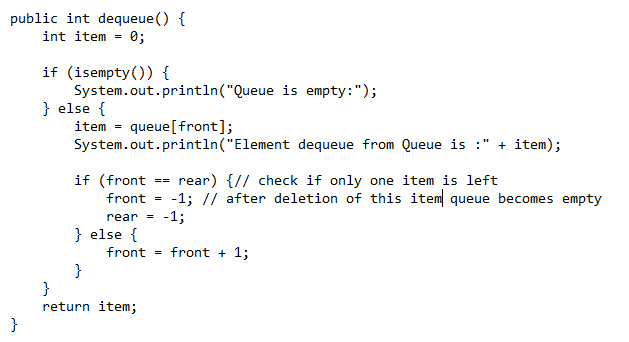 public int dequeue() {
    int item = 0;

    if (isempty()) {
        System.out.println("Queue is empty:");
    } else {
        item = queue[front];
        System.out.println("Element dequeue from Queue is :" + item);

        if (front == rear) {// check if only one item is left
            front = -1; // after deletion of this item queue becomes empty
            rear = -1;
        } else {
            front = front + 1;
        }
    }
    return item;
}